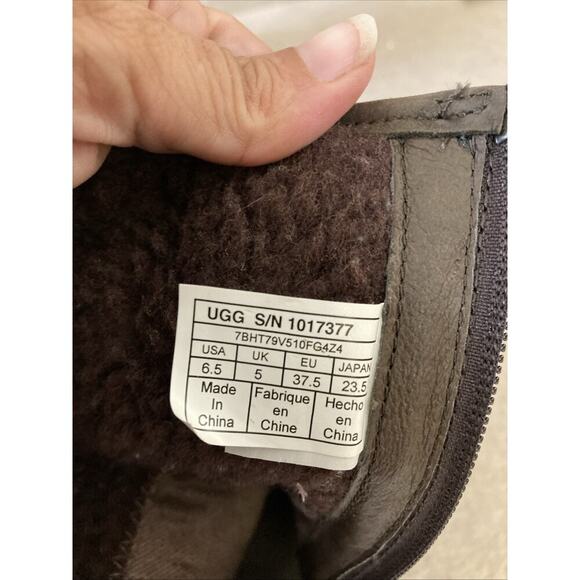 UGG S/N 1017377
7BHT79V510FG4Z4
USA UK EU JAPAN
6.5 5 37.5 23.5
Made In China
Fabrique en Chine
Hecho en China